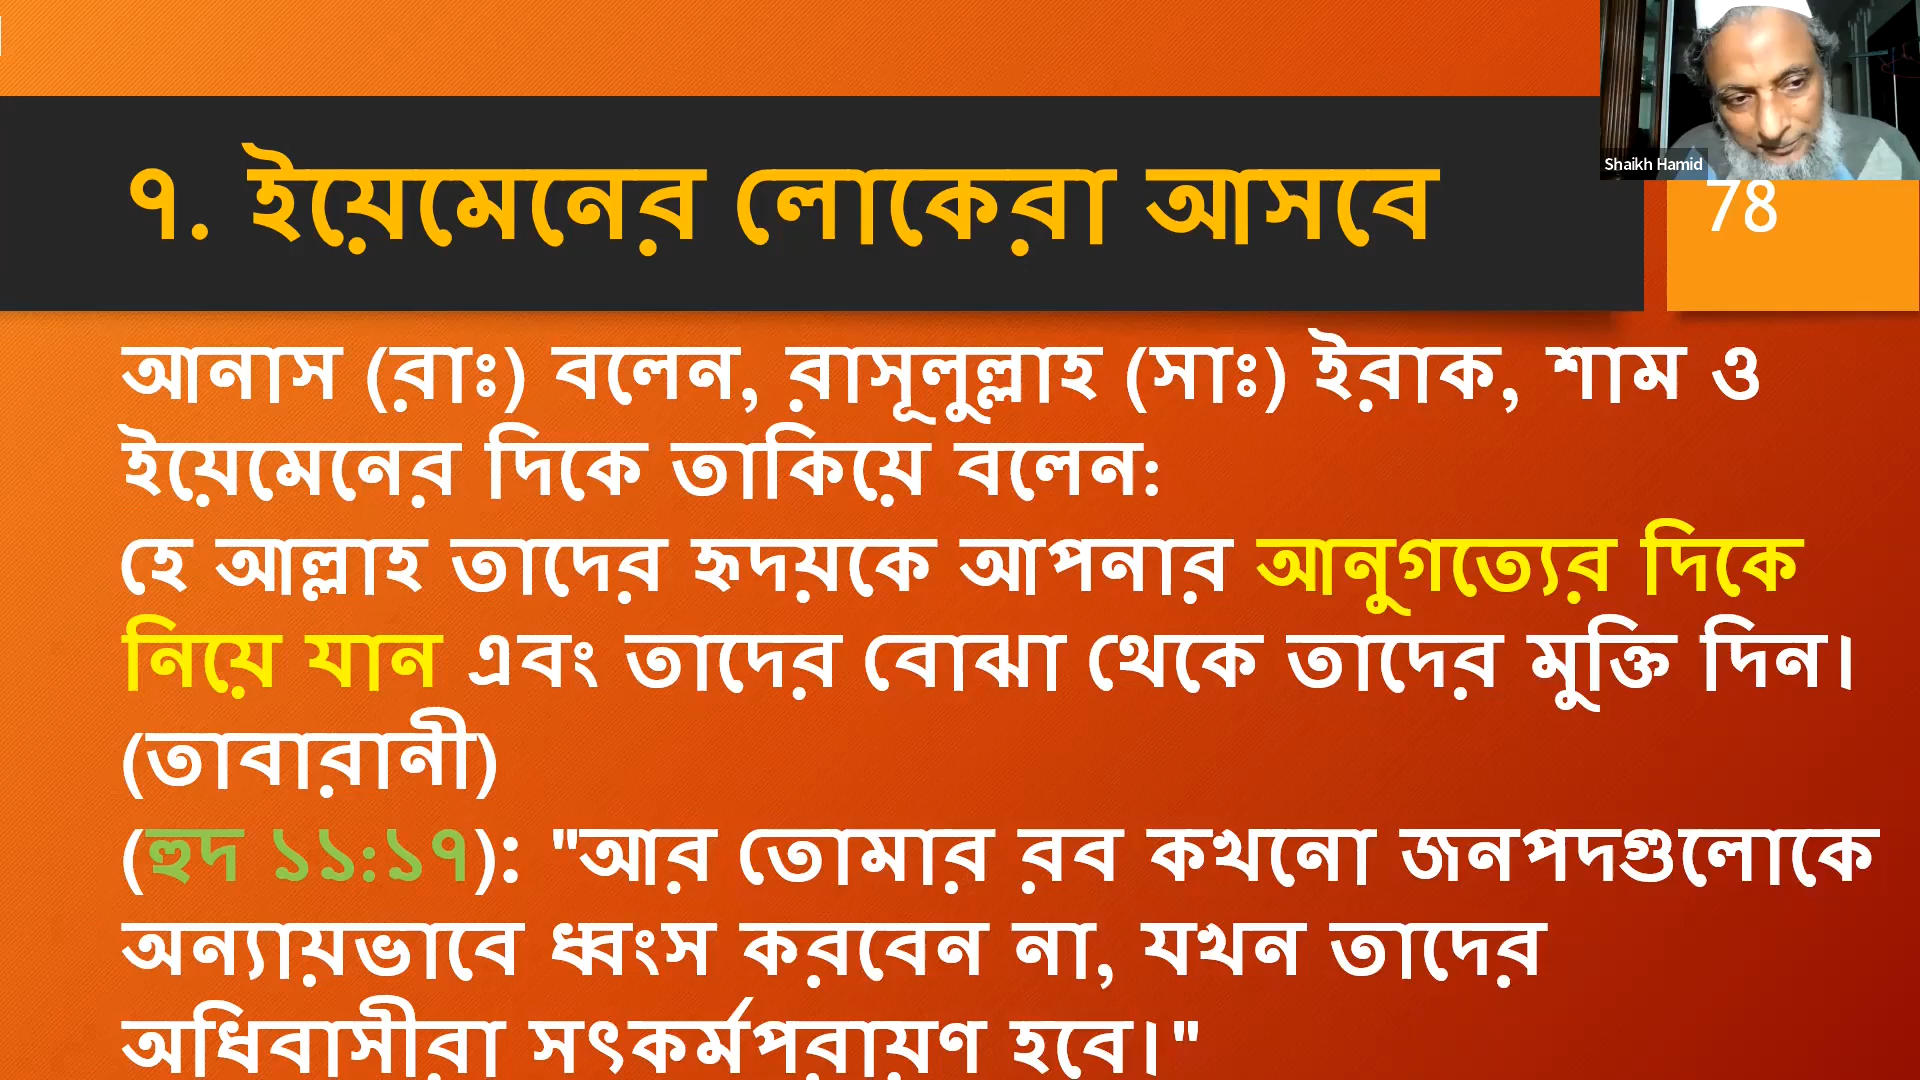 Shaikh Hamid
78
৭. ইয়েমেনের লোকেরা আসবে
আনাস (রাঃ) বলেন, রাসূলুল্লাহ (সাঃ) ইরাক, শাম ও
ইয়েমেনের দিকে তাকিয়ে বলেন:
হে আল্লাহ তাদের হৃদয়কে আপনার আনুগত্যের দিকে
নিয়ে যান এবং তাদের বোঝা থেকে তাদের মুক্তি দিন।
(তাবারানী)
(হুদ ১১:১৭): "আর তোমার রব কখনো জনপদগুলোকে
অন্যায়ভাবে ধ্বংস করবেন না, যখন তাদের
অধিবাসীরা সৎকর্মপরায়ণ হবে।"